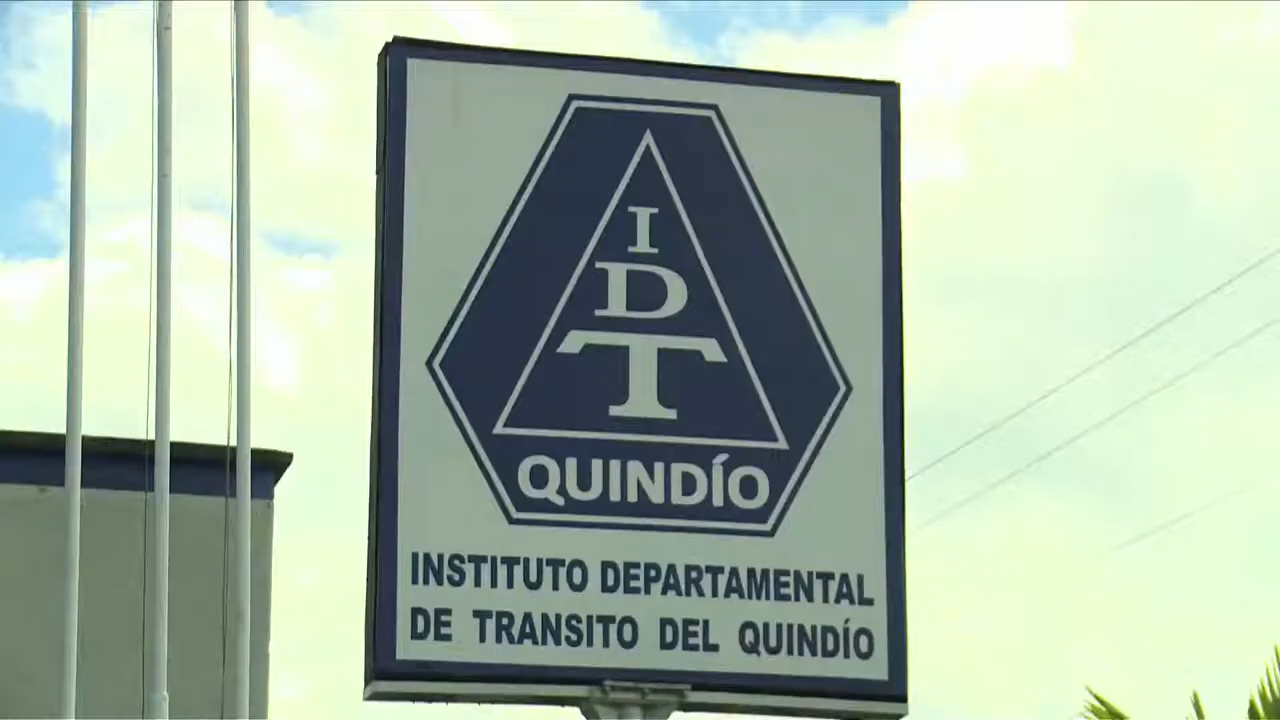 I
D
T
QUINDÍO
INSTITUTO DEPARTAMENTAL
DE TRANSITO DEL QUINDÍO